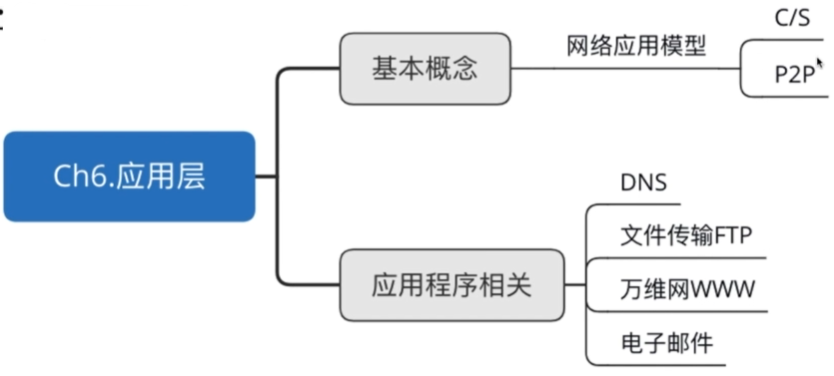 C/S
网络应用模型
基本概念
P2P
Ch6.应用层
DNS
文件传输FTP
应用程序相关
万维网WWW
电子邮件